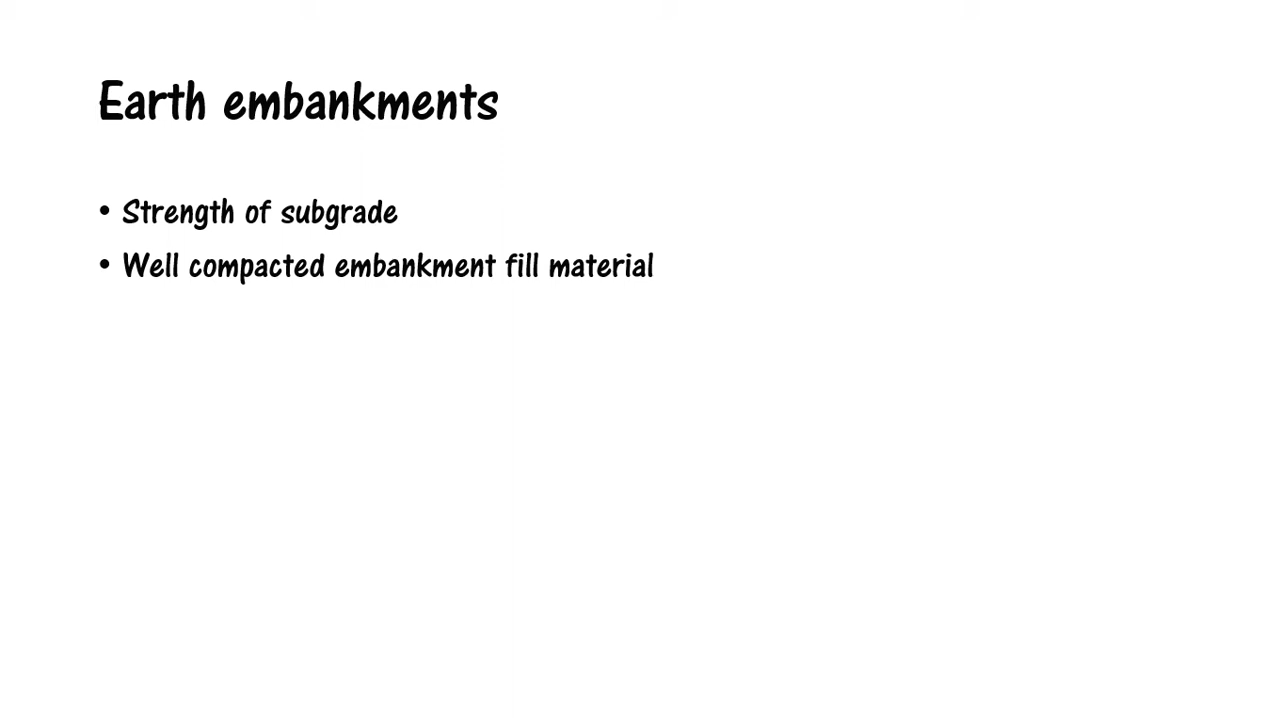 Earth embankments
• Strength of subgrade
• Well compacted embankment fill material